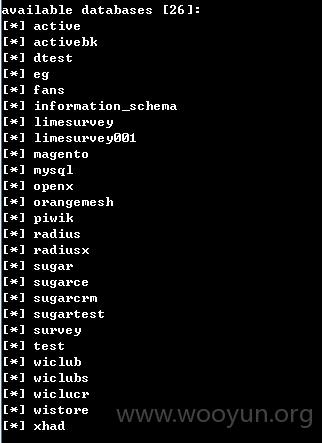 available databases [26]:
[*] active
[*] activebk
[*] dtest
[*] eg
[*] fans
[*] information_schema
[*] limesurvey
[*] limesurvey001
[*] magento
[*] mysql
[*] openx
[*] orangemesh
[*] piwik
[*] radius
[*] radiusx
[*] sugar
[*] sugarce
[*] sugarcrm
[*] sugartest
[*] survey
[*] test
[*] wiclub
[*] wiclubs
[*] wiclucr
[*] wistore
[*] xhad
www.wooyun.org